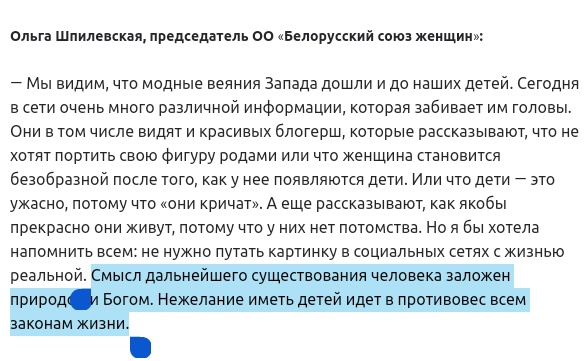 Ольга Шпилевская, председатель ОО «Белорусский союз женщин»:
— Мы видим, что модные веяния Запада дошли и до наших детей. Сегодня
в сети очень много различной информации, которая забивает им головы.
Они в том числе видят и красивых блогерш, которые рассказывают, что не
хотят портить свою фигуру родами или что женщина становится
безобразной после того, как у нее появляются дети. Или что дети — это
ужасно, потому что «они кричат». А еще рассказывают, как якобы
прекрасно они живут, потому что у них нет потомства. Но я бы хотела
напомнить всем: не нужно путать картинку в социальных сетях с жизнью
реальной. Смысл дальнейшего существования человека заложен
и Богом. Нежелание иметь детей идет в противовес всем
законам жизни.